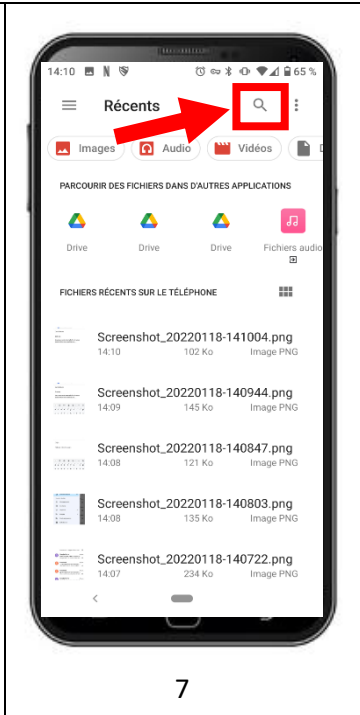 14:10 65 %
Récents
Images Audio Vidéos
PARCOURIR DES FICHIERS DANS D'AUTRES APPLICATIONS
Drive Drive Drive Fichiers audio
FICHIERS RÉCENTS SUR LE TÉLÉPHONE
Screenshot_20220118-141004.png
14:10 102 Ko Image PNG
Screenshot_20220118-140944.png
14:09 145 Ko Image PNG
Screenshot_20220118-140847.png
14:08 121 Ko Image PNG
Screenshot_20220118-140803.png
14:08 135 Ko Image PNG
Screenshot_20220118-140722.png
14:07 234 Ko Image PNG
7